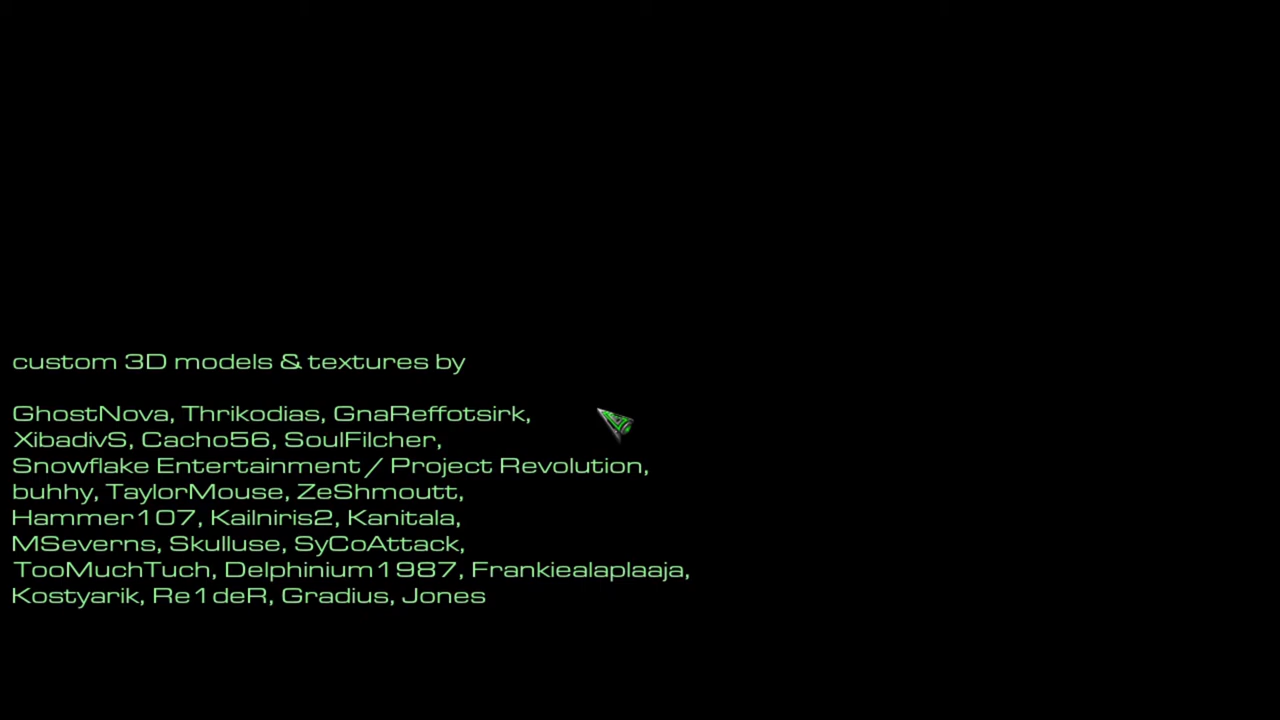 custom 3D models & textures by
GhostNova, Thrikodias, GnaReffotsirk,
XibadivS, Cacho56, SoulFilcher,
Snowflake Entertainment / Project Revolution,
buhhy, TaylorMouse, ZeShmoutt,
Hammer107, Kailniris2, Kanitala,
MSeverns, Skulluse, SyCoAttack,
TooMuchTuch, Delphinium1987, Frankiealaplaaja,
Kostyarik, Re1deR, Gradius, Jones